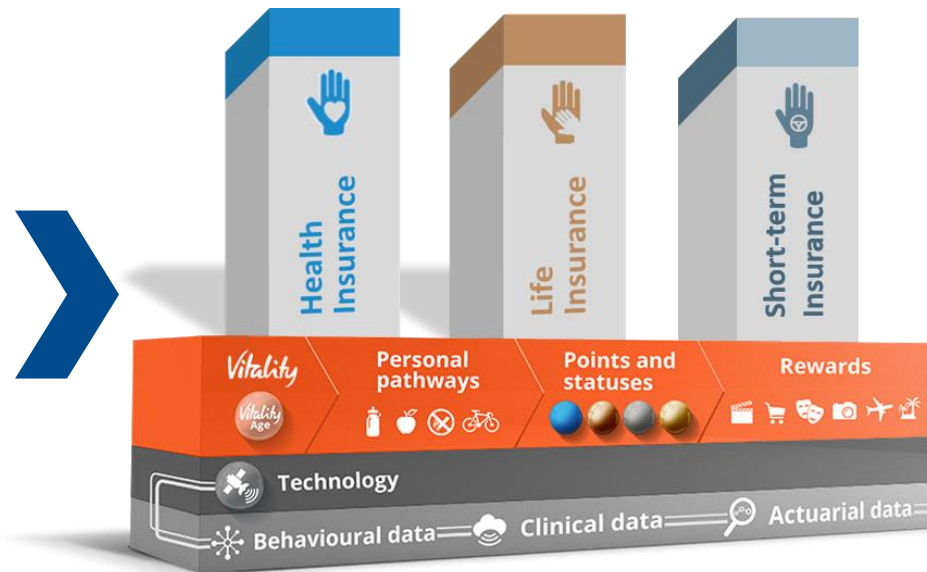 Health
Insurance
Life
Insurance
Short-term
Insurance
Vitality
Vitality
Age
Personal
pathways
Points and
statuses
Rewards
Technology
Behavioural data
Clinical data
Actuarial data